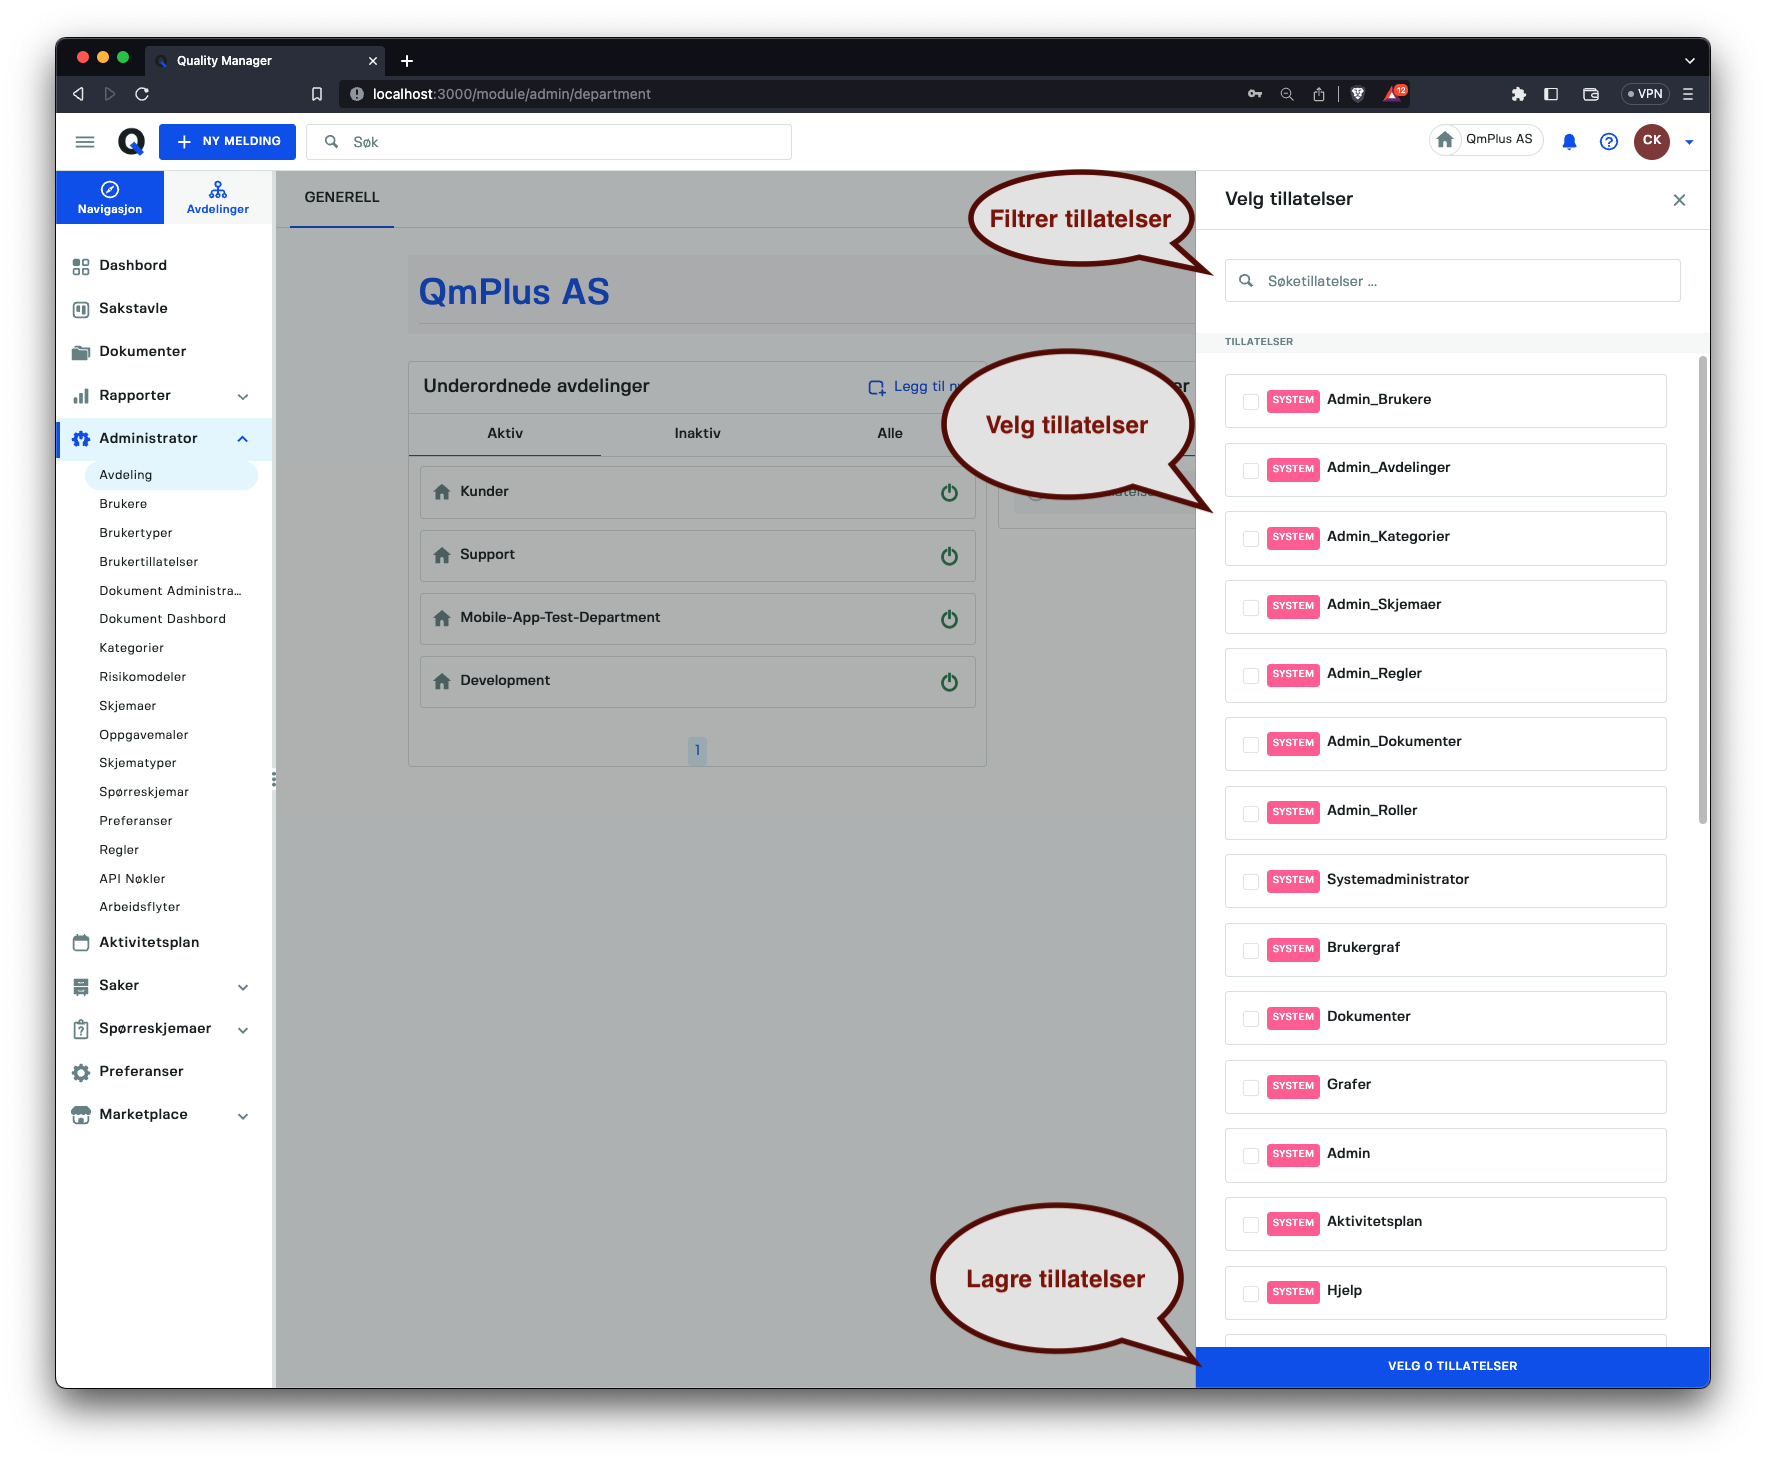 Quality Manager
localhost:3000/module/admin/department
12
VPN
NY MELDING
Søk
QmPlus AS
CK
Navigasjon
Avdelinger
Dashbord
Sakstavle
Dokumenter
Rapporter
Administrator
Avdeling
Brukere
Brukertyper
Brukertillatelser
Dokument Administra...
Dokument Dashbord
Kategorier
Risikomodeler
Skjemaer
Oppgavemaler
Skjematyper
Spørreskjemar
Preferanser
Regler
API Nøkler
Arbeidsflyter
Aktivitetsplan
Saker
Spørreskjemaer
Preferanser
Marketplace
GENERELL
QmPlus AS
Underordnede avdelinger
Legg til
Aktiv
Inaktiv
Alle
Kunder
Support
Mobile-App-Test-Department
Development
1
Filtrer tillatelser
Velg tillatelser
Lagre tillatelser
Velg tillatelser
Søketillatelser ...
TILLATELSER
SYSTEM Admin_Brukere
SYSTEM Admin_Avdelinger
SYSTEM Admin_Kategorier
SYSTEM Admin_Skjemaer
SYSTEM Admin_Regler
SYSTEM Admin_Dokumenter
SYSTEM Admin_Roller
SYSTEM Systemadministrator
SYSTEM Brukergraf
SYSTEM Dokumenter
SYSTEM Grafer
SYSTEM Admin
SYSTEM Aktivitetsplan
SYSTEM Hjelp
VELG 0 TILLATELSER